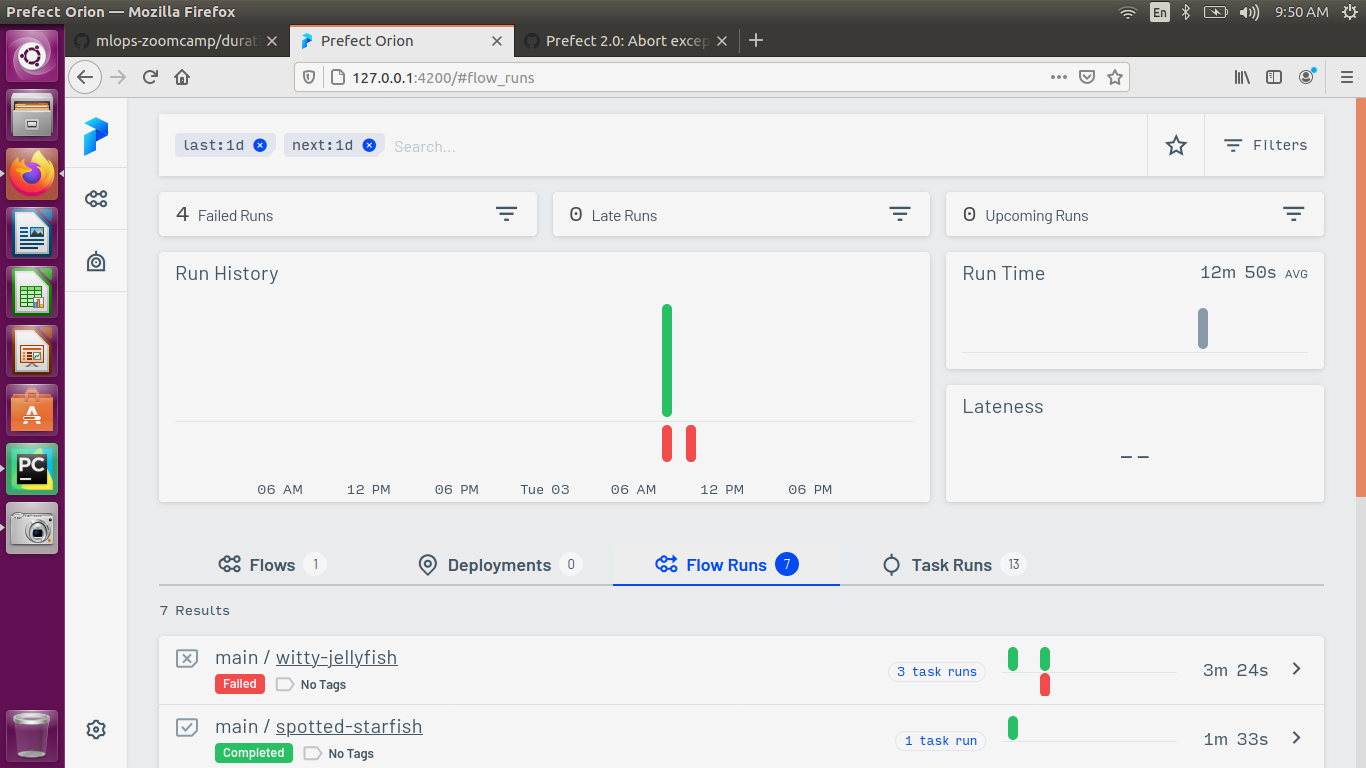 Prefect Orion — Mozilla Firefox
En
9:50 AM
mlops-zoomcamp/durat
Prefect Orion
Prefect 2.0: Abort excep
127.0.0.1:4200/#flow_runs
last:1d
next:1d
Search...
Filters
4 Failed Runs
0 Late Runs
0 Upcoming Runs
Run History
Run Time
12m 50s AVG
Lateness
--
06 AM
12 PM
06 PM
Tue 03
06 AM
12 PM
06 PM
Flows 1
Deployments 0
Flow Runs 7
Task Runs 13
7 Results
main / witty-jellyfish
Failed
No Tags
3 task runs
3m 24s
main / spotted-starfish
Completed
No Tags
1 task run
1m 33s
PC